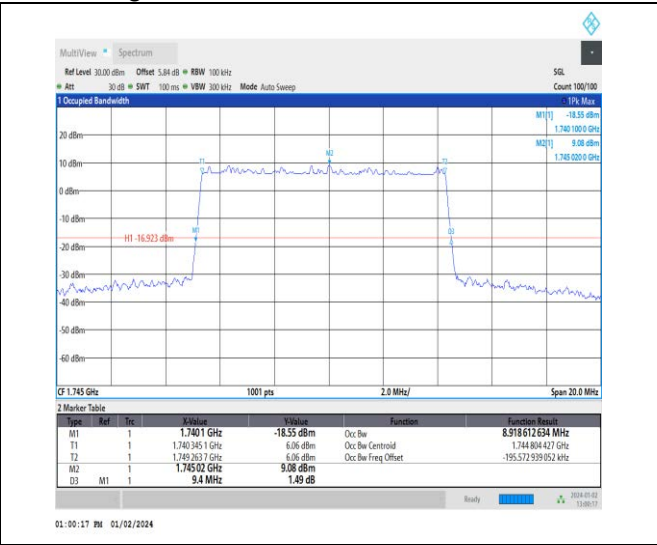 MultiView Spectrum
Ref Level 30.00 dBm Offset 5.84 dB RBW 100 kHz SGL
Att 30 dB SWT 100 ms VBW 300 kHz Mode Auto Sweep Count 100/100
1 Occupied Bandwidth 1Pk Max
M1[1] -18.55 dBm
1.740 100 0 GHz
20 dBm
M2[1] 9.08 dBm
1.745 020 0 GHz
M2
10 dBm
T1 T2
0 dBm
-10 dBm
M1 D3
H1 -16.923 dBm
-20 dBm
-30 dBm
-40 dBm
-50 dBm
-60 dBm
CF 1.745 GHz 1001 pts 2.0 MHz/ Span 20.0 MHz
2 Marker Table
Type Ref Trc X-Value Y-Value Function Function Result
M1 1 1.7401 GHz -18.55 dBm Occ Bw 8.918 612 634 MHz
T1 1 1.740 345 1 GHz 6.06 dBm Occ Bw Centroid 1.744 804 427 GHz
T2 1 1.749 263 7 GHz 6.06 dBm Occ Bw Freq Offset -195.572 939 052 kHz
M2 1 1.745 02 GHz 9.08 dBm
D3 M1 1 9.4 MHz 1.49 dB
Ready 2024-01-02
13:00:17
01:00:17 PM 01/02/2024